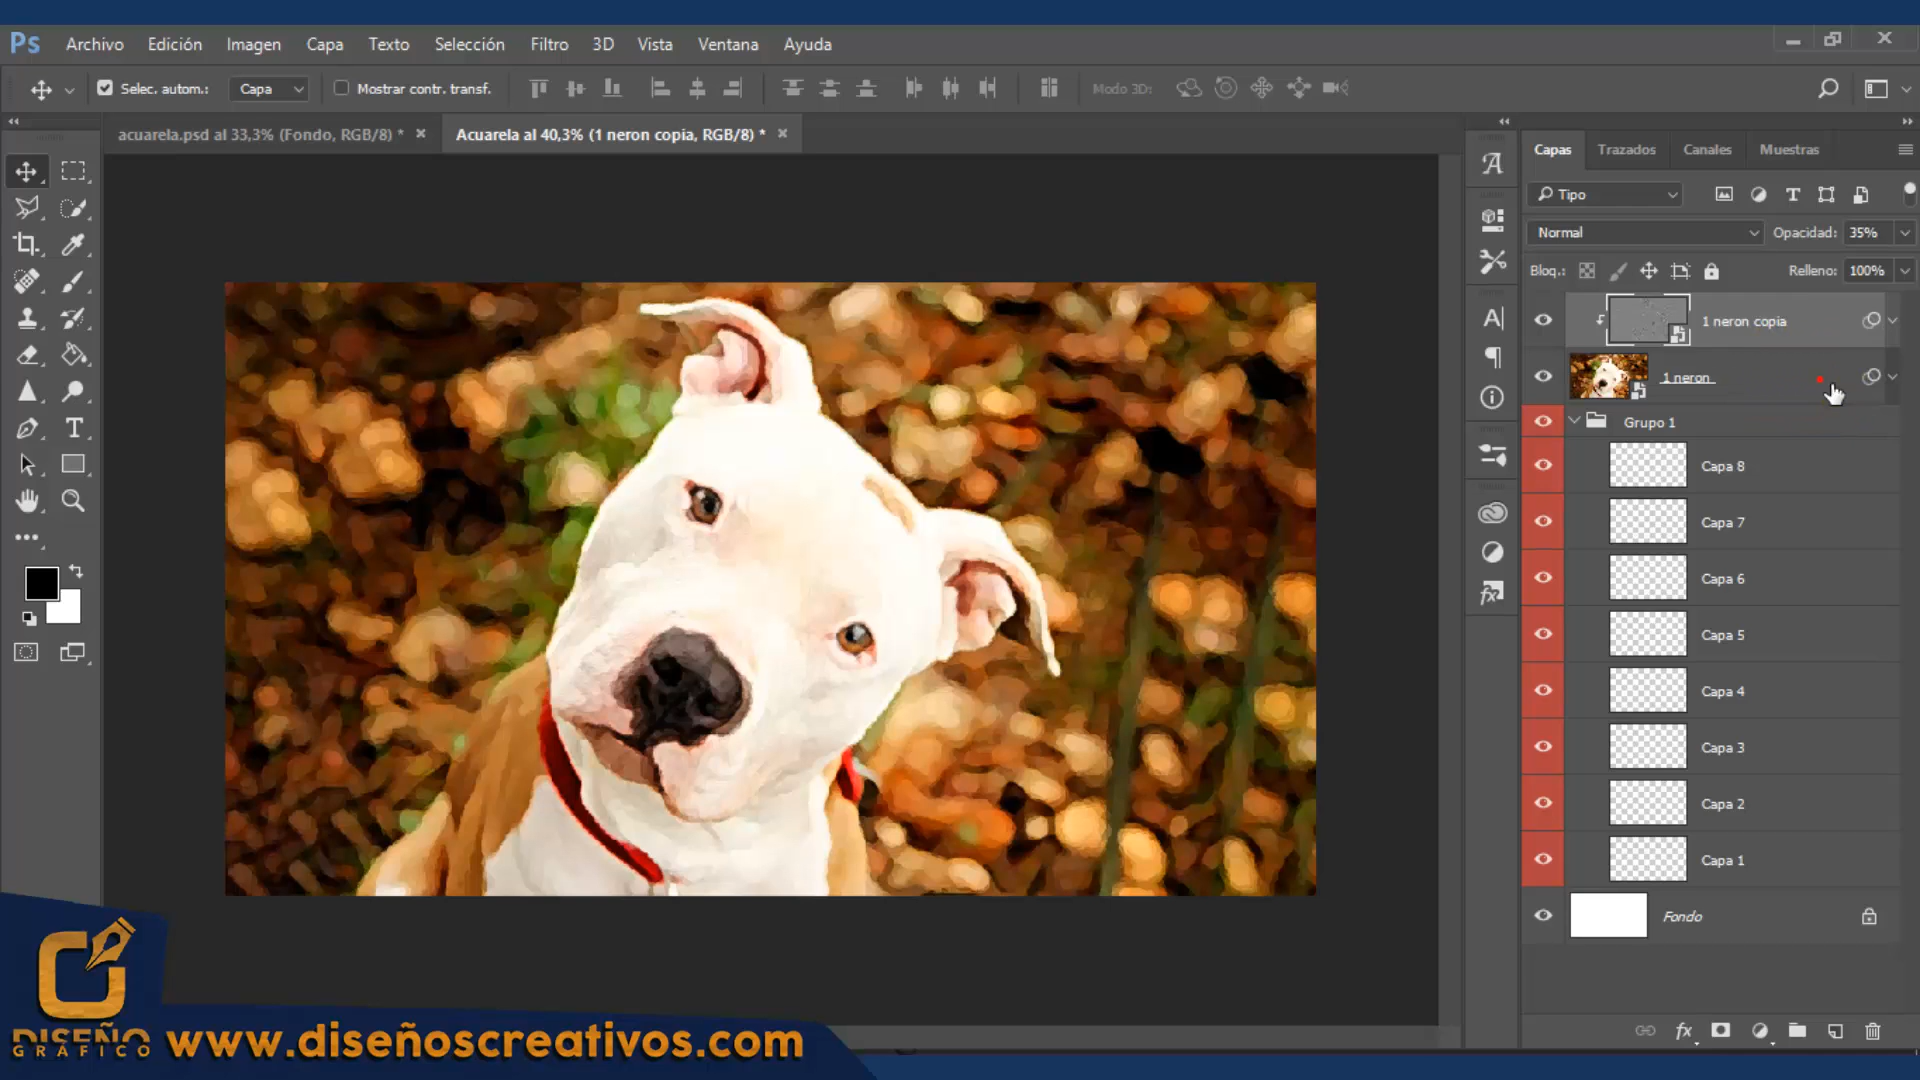 Ps Archivo Edición Imagen Capa Texto Selección Filtro 3D Vista Ventana Ayuda
Selec. autom.: Capa Mostrar contr. transf. Modo 3D:
acuarela.psd al 33,3% (Fondo, RGB/8) * Acuarela al 40,3% (1 neron copia, RGB/8) *
Capas Trazados Canales Muestras
Tipo
Normal Opacidad: 35%
Bloq.: Relleno: 100%
1 neron copia
1 neron
Grupo 1
Capa 8
Capa 7
Capa 6
Capa 5
Capa 4
Capa 3
Capa 2
Capa 1
Fondo
fx
DISEÑO
GRÁFICO
www.diseñoscreativos.com